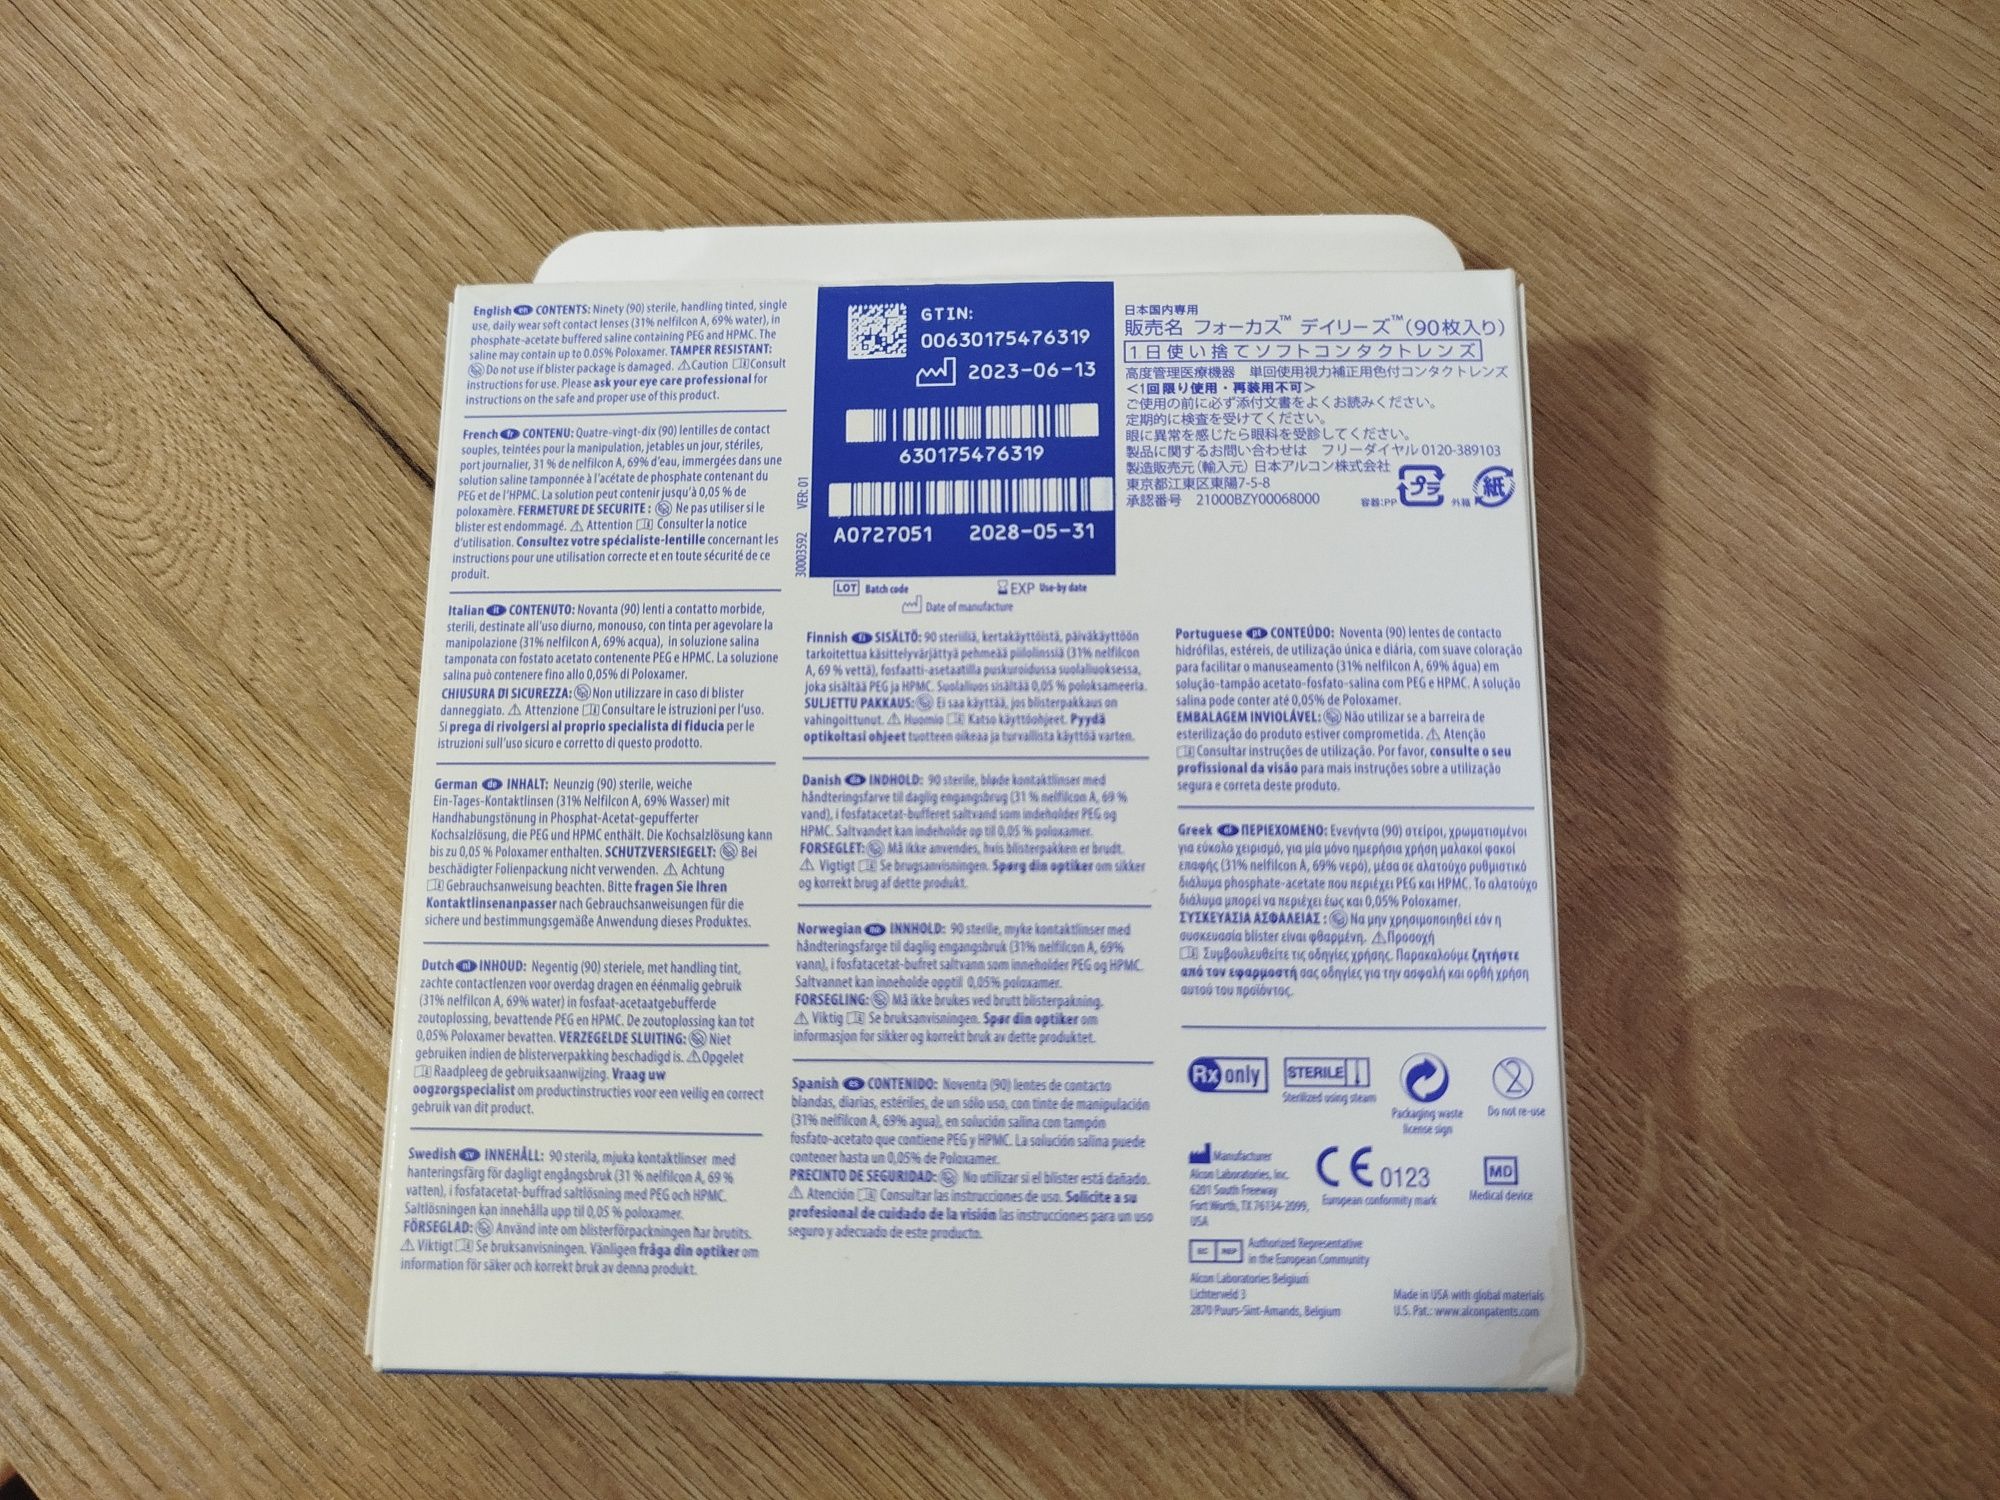 English en CONTENTS: Ninety (90) sterile, handling tinted, single
use, daily wear soft contact lenses (31% nelfilcon A, 69% water), in
phosphate-acetate buffered saline containing PEG and HPMC. The
saline may contain up to 0.05% Poloxamer. TAMPER RESISTANT:
Do not use if blister package is damaged. Caution Consult
instructions for use. Please ask your eye care professional for
instructions on the safe and proper use of this product.
French fr CONTENU: Quatre-vingt-dix (90) lentilles de contact
souples, teintées pour la manipulation, jetables un jour, stériles,
port journalier, 31 % de nelfilcon A, 69% d'eau, immergées dans une
solution saline tamponnée à l'acétate de phosphate contenant du
PEG et de l'HPMC. La solution peut contenir jusqu'à 0,05 % de
poloxamère. FERMETURE DE SECURITE : Ne pas utiliser si le
blister est endommagé. Attention Consulter la notice
d'utilisation. Consultez votre spécialiste-lentille concernant les
instructions pour une utilisation correcte et en toute sécurité de ce
produit.
Italian it CONTENUTO: Novanta (90) lenti a contatto morbide,
sterili, destinate all'uso diurno, monouso, con tinta per agevolare la
manipolazione (31% nelfilcon A, 69% acqua), in soluzione salina
tamponata con fostato acetato contenente PEG e HPMC. La soluzione
salina può contenere fino allo 0,05% di Poloxamer.
CHIUSURA DI SICUREZZA: Non utilizzare in caso di blister
danneggiato. Attenzione Consultare le istruzioni per l'uso.
Si prega di rivolgersi al proprio specialista di fiducia per le
istruzioni sull'uso sicuro e corretto di questo prodotto.
German de INHALT: Neunzig (90) sterile, weiche
Ein-Tages-Kontaktlinsen (31% Nelfilcon A, 69% Wasser) mit
Handhabungstönung in Phosphat-Acetat-gepufferter
Kochsalzlösung, die PEG und HPMC enthält. Die Kochsalzlösung kann
bis zu 0,05 % Poloxamer enthalten. SCHUTZVERSIEGELT: Bei
beschädigter Folienpackung nicht verwenden. Achtung
Gebrauchsanweisung beachten. Bitte fragen Sie Ihren
Kontaktlinsenanpasser nach Gebrauchsanweisungen für die
sichere und bestimmungsgemäße Anwendung dieses Produktes.
Dutch nl INHOUD: Negentig (90) steriele, met handling tint,
zachte contactlenzen voor overdag dragen en éénmalig gebruik
(31% nelfilcon A, 69% water) in fosfaat-acetaatgebufferde
zoutoplossing, bevattende PEG en HPMC. De zoutoplossing kan tot
0,05% Poloxamer bevatten. VERZEGELDE SLUITING: Niet
gebruiken indien de blisterverpakking beschadigd is. Opgelet
Raadpleeg de gebruiksaanwijzing. Vraag uw
oogzorgspecialist om productinstructies voor een veilig en correct
gebruik van dit product.
Swedish sv INNEHÅLL: 90 sterila, mjuka kontaktlinser med
hanteringsfärg för dagligt engångsbruk (31 % nelfilcon A, 69 %
vatten), i fosfatacetat-buffrad saltlösning med PEG och HPMC.
Saltlösningen kan innehålla upp till 0,05 % poloxamer.
FÖRSEGLAD: Använd inte om blisterförpackningen har brutits.
Viktigt Se bruksanvisningen. Vänligen fråga din optiker om
information för säker och korrekt bruk av denna produkt.
30003592 VER: 01
GTIN:
00630175476319
2023-06-13
630175476319
A0727051 2028-05-31
LOT Batch code EXP Use-by date
Date of manufacture
Finnish fi SISÄLTÖ: 90 steriiliä, kertakäyttöistä, päiväkäyttöön
tarkoitettua käsittelyvärjättyä pehmeää piilolinssiä (31% nelfilcon
A, 69 % vettä), fosfaatti-asetaatilla puskuroidussa suolaliuoksessa,
joka sisältää PEG ja HPMC. Suolaliuos sisältää 0,05 % poloksameeria.
SULJETTU PAKKAUS: Ei saa käyttää, jos blisterpakkaus on
vahingoittunut. Huomio Katso käyttöohjeet. Pyydä
optikoltasi ohjeet tuotteen oikeaa ja turvallista käyttöä varten.
Danish da INDHOLD: 90 sterile, bløde kontaktlinser med
håndteringsfarve til daglig engangsbrug (31 % nelfilcon A, 69 %
vand), i fosfatacetat-bufferet saltvand som indeholder PEG og
HPMC. Saltvandet kan indeholde op til 0,05 % poloxamer.
FORSEGLET: Må ikke anvendes, hvis blisterpakken er brudt.
Vigtigt Se brugsanvisningen. Spørg din optiker om sikker
og korrekt brug af dette produkt.
Norwegian no INNHOLD: 90 sterile, myke kontaktlinser med
håndteringsfarge til daglig engangsbruk (31% nelfilcon A, 69%
vann), i fosfatacetat-bufret saltvann som inneholder PEG og HPMC.
Saltvannet kan inneholde opptil 0,05% poloxamer.
FORSEGLING: Må ikke brukes ved brutt blisterpakning.
Viktig Se bruksanvisningen. Spør din optiker om
informasjon for sikker og korrekt bruk av dette produktet.
Spanish es CONTENIDO: Noventa (90) lentes de contacto
blandas, diarias, estériles, de un sólo uso, con tinte de manipulación
(31% nelfilcon A, 69% agua), en solución salina con tampón
fosfato-acetato que contiene PEG y HPMC. La solución salina puede
contener hasta un 0,05% de Poloxamer.
PRECINTO DE SEGURIDAD: No utilizar si el blister está dañado.
Atención Consultar las instrucciones de uso. Solicite a su
profesional de cuidado de la visión las instrucciones para un uso
seguro y adecuado de este producto.
日本国内専用
販売名 フォーカス™ デイリーズ™(90枚入り)
1日使い捨てソフトコンタクトレンズ
高度管理医療機器 単回使用視力補正用色付コンタクトレンズ
<1回限り使用・再装用不可>
ご使用の前に必ず添付文書をよくお読みください。
定期的に検査を受けてください。
眼に異常を感じたら眼科を受診してください。
製品に関するお問い合わせは フリーダイヤル 0120-389103
製造販売元(輸入元) 日本アルコン株式会社
東京都江東区東陽7-5-8
承認番号 21000BZY00068000
容器:PP プラ 外箱 紙
Portuguese pt CONTEÚDO: Noventa (90) lentes de contacto
hidrófilas, estéreis, de utilização única e diária, com suave coloração
para facilitar o manuseamento (31% nelfilcon A, 69% água) em
solução-tampão acetato-fosfato-salina com PEG e HPMC. A solução
salina pode conter até 0,05% de Poloxamer.
EMBALAGEM INVIOLÁVEL: Não utilizar se a barreira de
esterilização do produto estiver comprometida. Atenção
Consultar instruções de utilização. Por favor, consulte o seu
profissional da visão para mais instruções sobre a utilização
segura e correta deste produto.
Greek el ΠΕΡΙΕΧΟΜΕΝΟ: Ενενήντα (90) στείροι, χρωματισμένοι
για εύκολο χειρισμό, για μία μόνο ημερήσια χρήση μαλακοί φακοί
επαφής (31% nelfilcon A, 69% νερό), μέσα σε αλατούχο ρυθμιστικό
διάλυμα phosphate-acetate που περιέχει PEG και HPMC. Το αλατούχο
διάλυμα μπορεί να περιέχει έως και 0,05% Poloxamer.
ΣΥΣΚΕΥΑΣΙΑ ΑΣΦΑΛΕΙΑΣ : Να μην χρησιμοποιηθεί εάν η
συσκευασία blister είναι φθαρμένη. Προσοχή
Συμβουλευθείτε τις οδηγίες χρήσης. Παρακαλούμε ζητήστε
από τον εφαρμοστή σας οδηγίες για την ασφαλή και ορθή χρήση
αυτού του προϊόντος.
Rx only STERILE
Sterilized using steam
Packaging waste
license sign
2
Do not re-use
Manufacturer
Alcon Laboratories, Inc.
6201 South Freeway
Fort Worth, TX 76134-2099,
USA
CE 0123
European conformity mark
MD
Medical device
EC REP Authorized Representative
in the European Community
Alcon Laboratories Belgium
Lichterveld 3
2870 Puurs-Sint-Amands, Belgium
Made in USA with global materials
U.S. Pat.: www.alconpatents.com